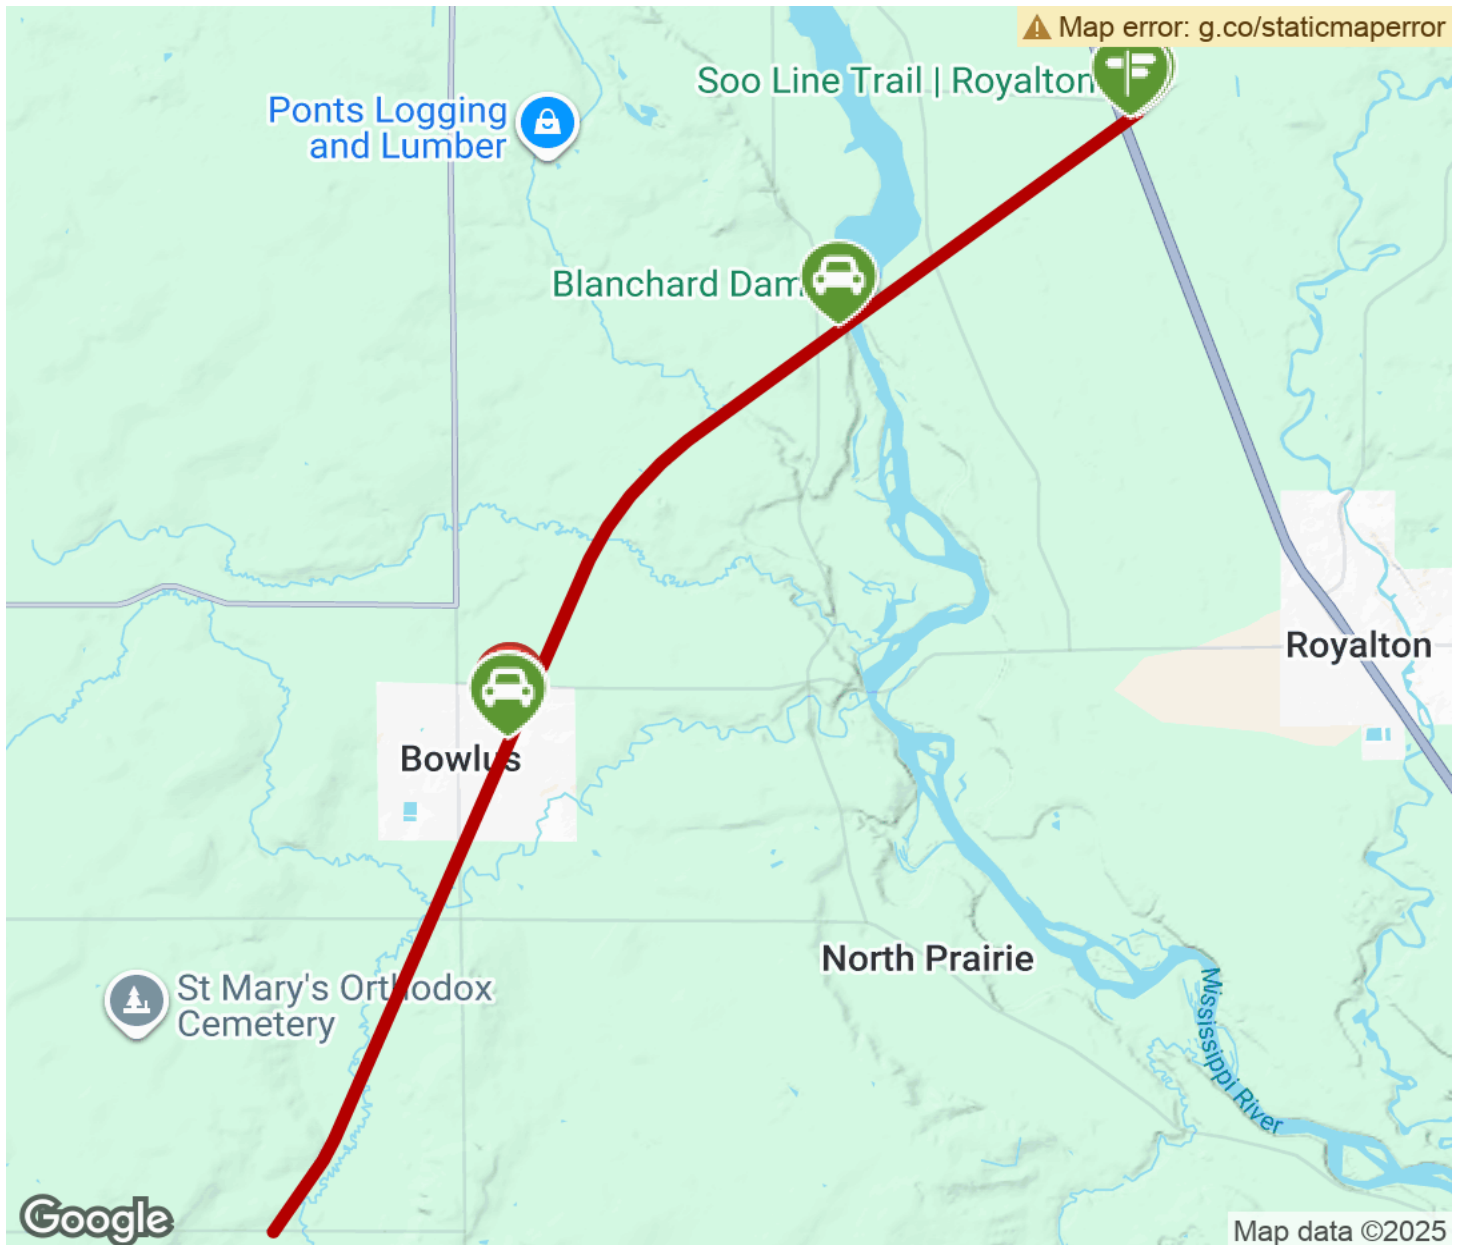 Map error: g.co/staticmaperror
Soo Line Trail | Royalton
Ponts Logging
and Lumber
Blanchard Dam
Royalton
Bowlus
North Prairie
St Mary's Orthodox
Cemetery
Mississippi River
Google
Map data ©2025